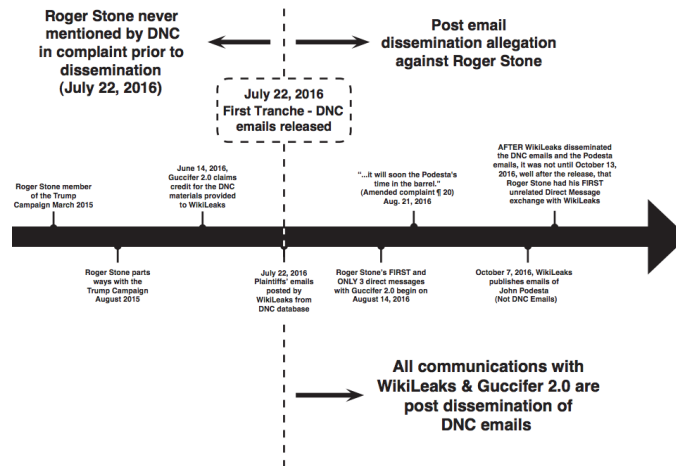 Roger Stone never
mentioned by DNC
in complaint prior to
dissemination
(July 22, 2016)
Post email
dissemination allegation
against Roger Stone
July 22, 2016
First Tranche - DNC
emails released
Roger Stone member
of the Trump
Campaign March 2015
June 14, 2016,
Guccifer 2.0 claims
credit for the DNC
materials provided
to WikiLeaks
"...it will soon the Podesta's
time in the barrel."
(Amended complaint ¶ 20)
Aug. 21, 2016
AFTER WikiLeaks disseminated
the DNC emails and the Podesta
emails, it was not until October 13,
2016, well after the release, that
Roger Stone had his FIRST
unrelated Direct Message
exchange with WikiLeaks
Roger Stone parts
ways with the
Trump Campaign
August 2015
July 22, 2016
Plaintiffs' emails
posted by
WikiLeaks from
DNC database
Roger Stone's FIRST and
ONLY 3 direct messages
with Guccifer 2.0 begin on
August 14, 2016
October 7, 2016, WikiLeaks
publishes emails of
John Podesta
(Not DNC Emails)
All communications with
WikiLeaks & Guccifer 2.0 are
post dissemination of
DNC emails